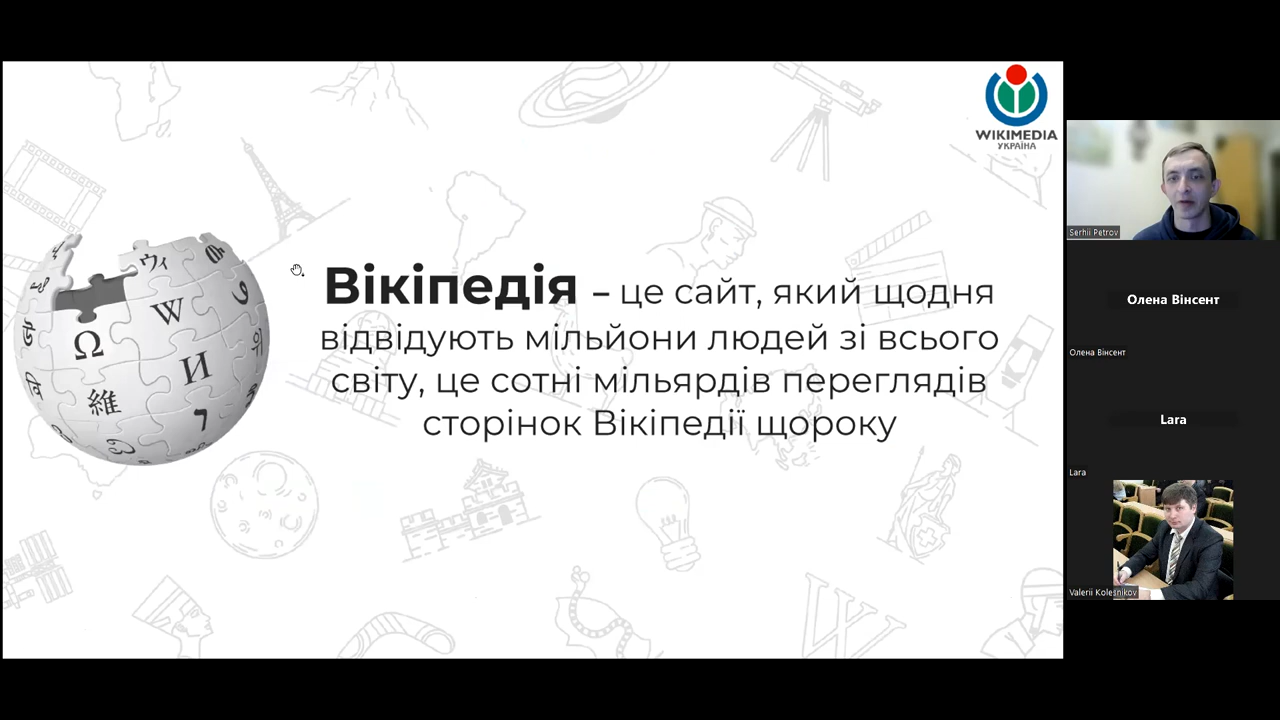 WIKIMEDIA
УКРАЇНА
Вікіпедія – це сайт, який щодня
відвідують мільйони людей зі всього
світу, це сотні мільярдів переглядів
сторінок Вікіпедії щороку
Ω
W
И
維
Serhii Petrov
Олена Вінсент
Олена Вінсент
Lara
Lara
Valerii Kolesnikov